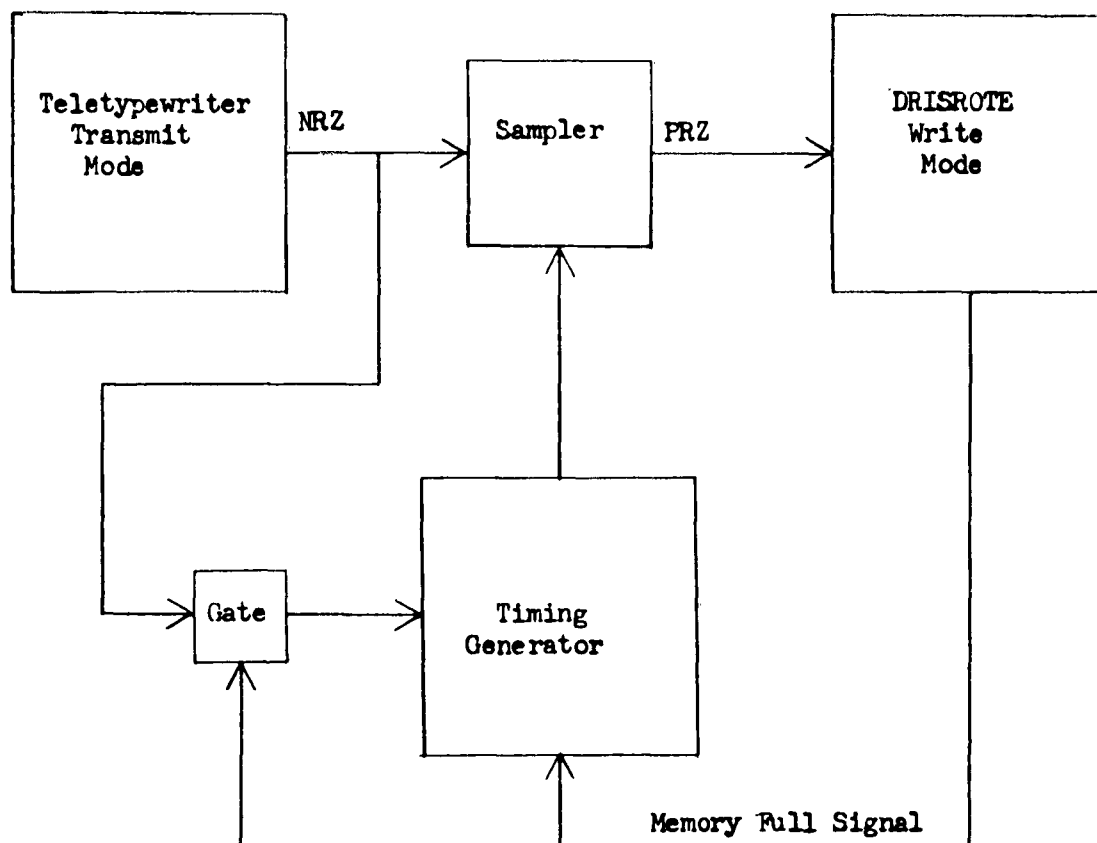 Teletypewriter
Transmit
Mode
NRZ
Sampler
PRZ
DRISROTE
Write
Mode
Gate
Timing
Generator
Memory Full Signal